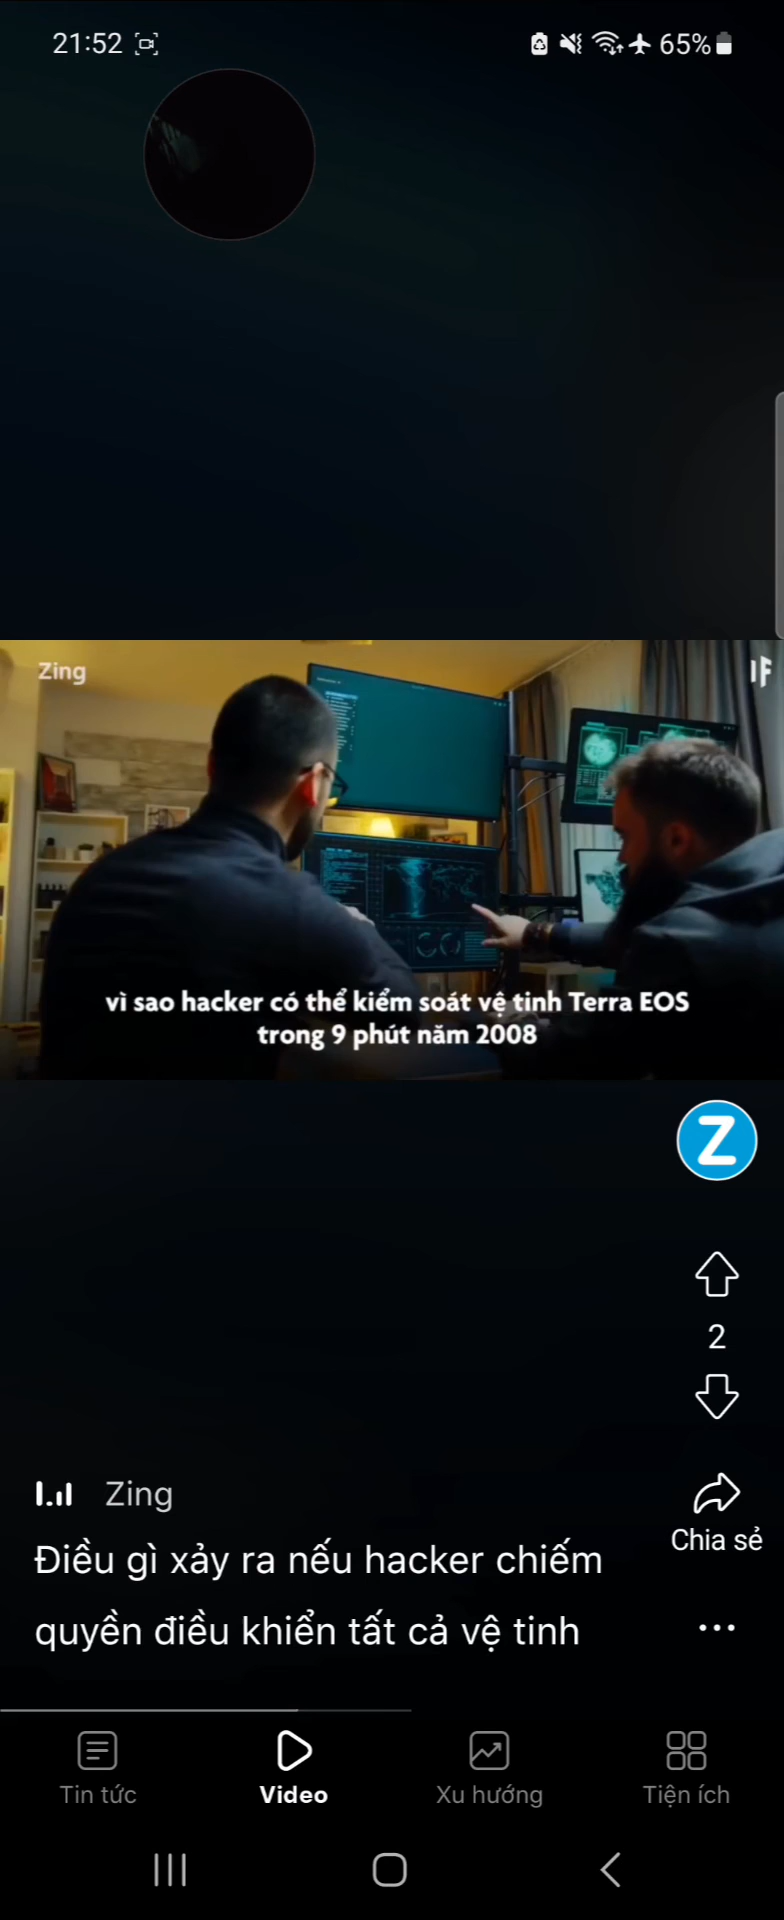 21:52
65%
Zing
vì sao hacker có thể kiểm soát vệ tinh Terra EOS
trong 9 phút năm 2008
Z
2
Zing
Chia sẻ
Điều gì xảy ra nếu hacker chiếm
quyền điều khiển tất cả vệ tinh
Tin tức
Video
Xu hướng
Tiện ích